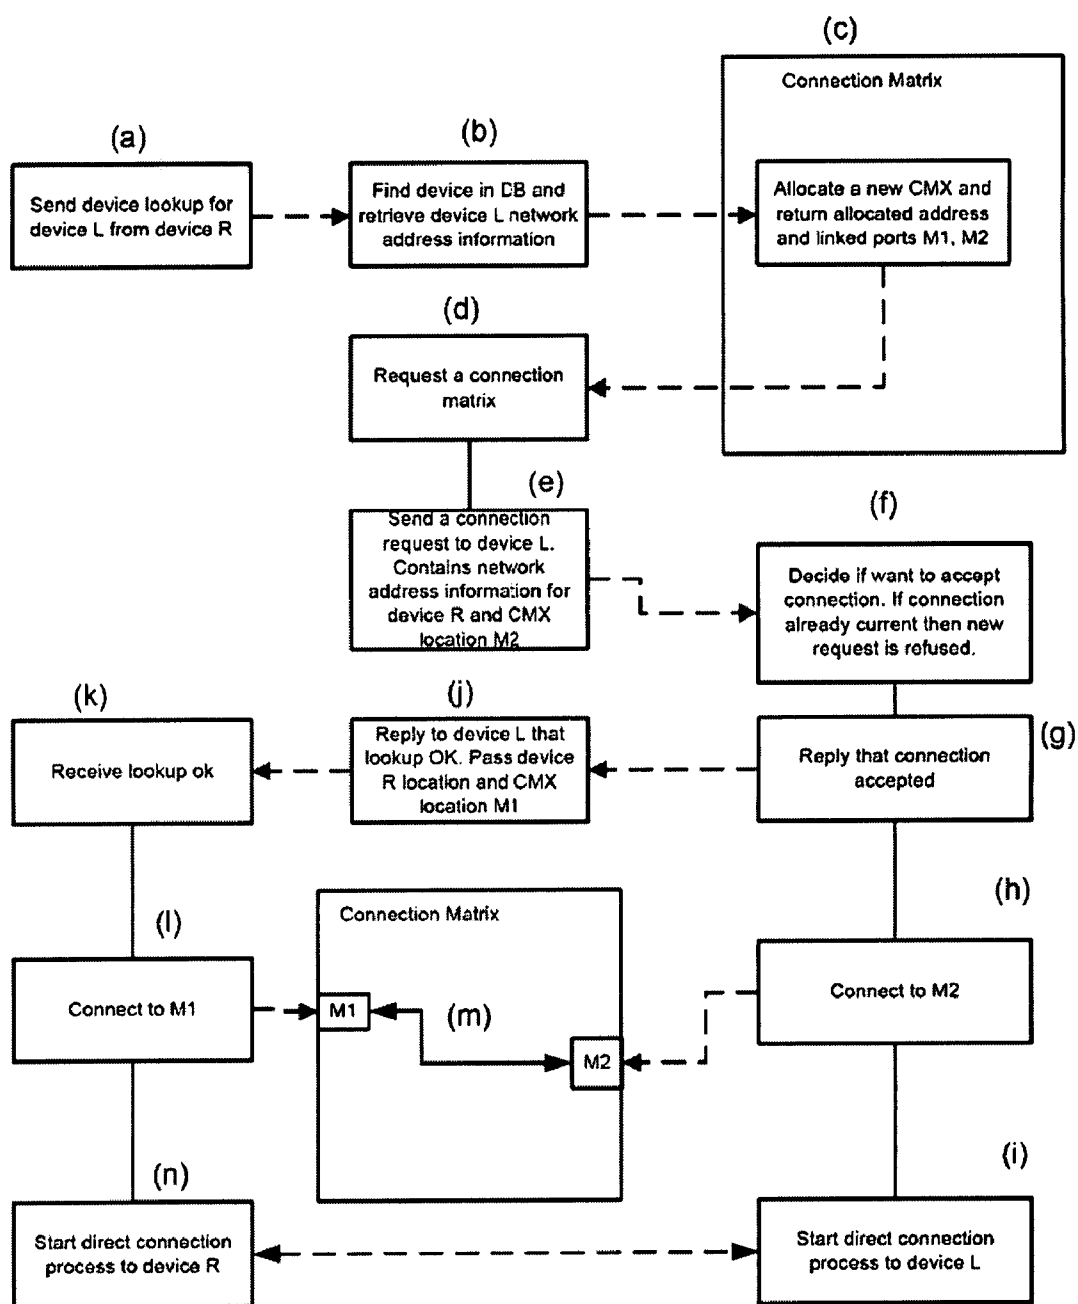 (c)
Connection Matrix
(a)
(b)
Send device lookup for
device L from device R
Find device in DB and
retrieve device L network
address information
Allocate a new CMX and
return allocated address
and linked ports M1, M2
(d)
Request a connection
matrix
(e)
Send a connection
request to device L.
Contains network
address information for
device R and CMX
location M2
(f)
Decide if want to accept
connection. If connection
already current then new
request is refused.
(k)
(j)
(g)
Receive lookup ok
Reply to device L that
lookup OK. Pass device
R location and CMX
location M1
Reply that connection
accepted
(h)
Connection Matrix
(l)
Connect to M1
M1
(m)
M2
Connect to M2
(n)
(i)
Start direct connection
process to device R
Start direct connection
process to device L